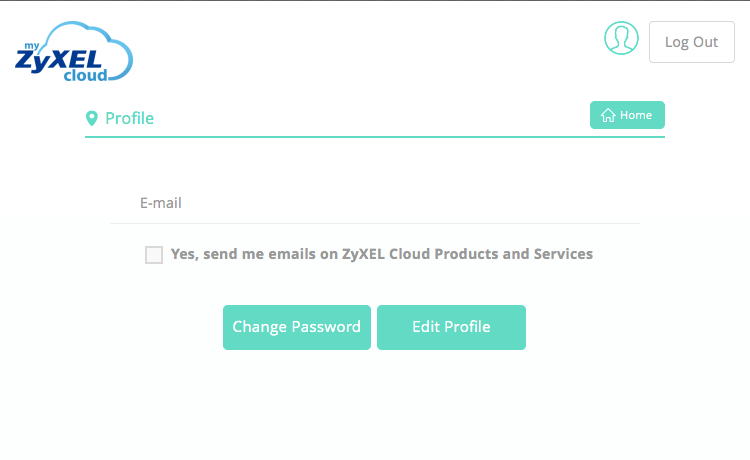 my
ZyXEL
cloud
Log Out
Profile
Home
E-mail
Yes, send me emails on ZyXEL Cloud Products and Services
Change Password
Edit Profile